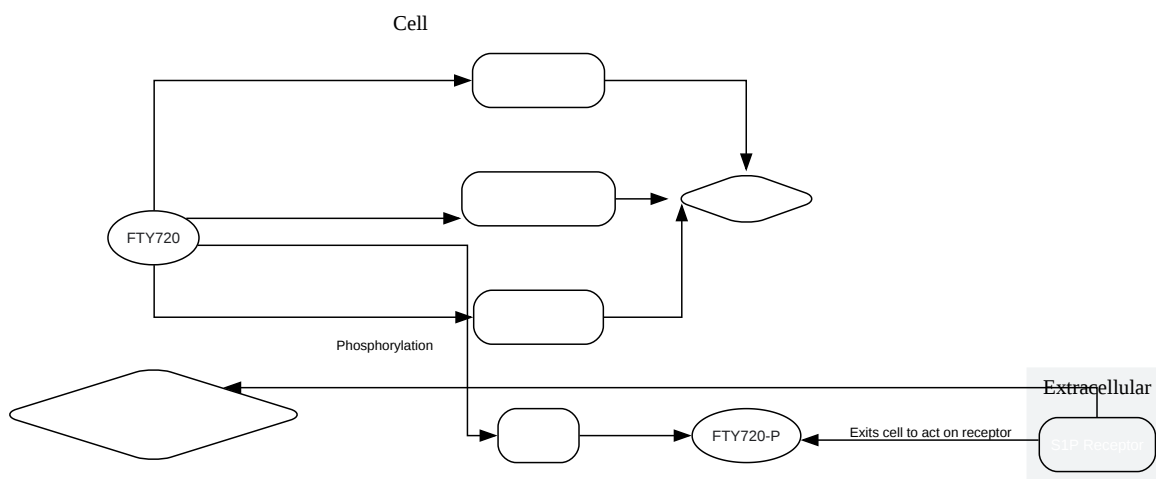 Cell
FTY720
Phosphorylation
Extracellular
FTY720-P
Exits cell to act on receptor
S1P Receptor